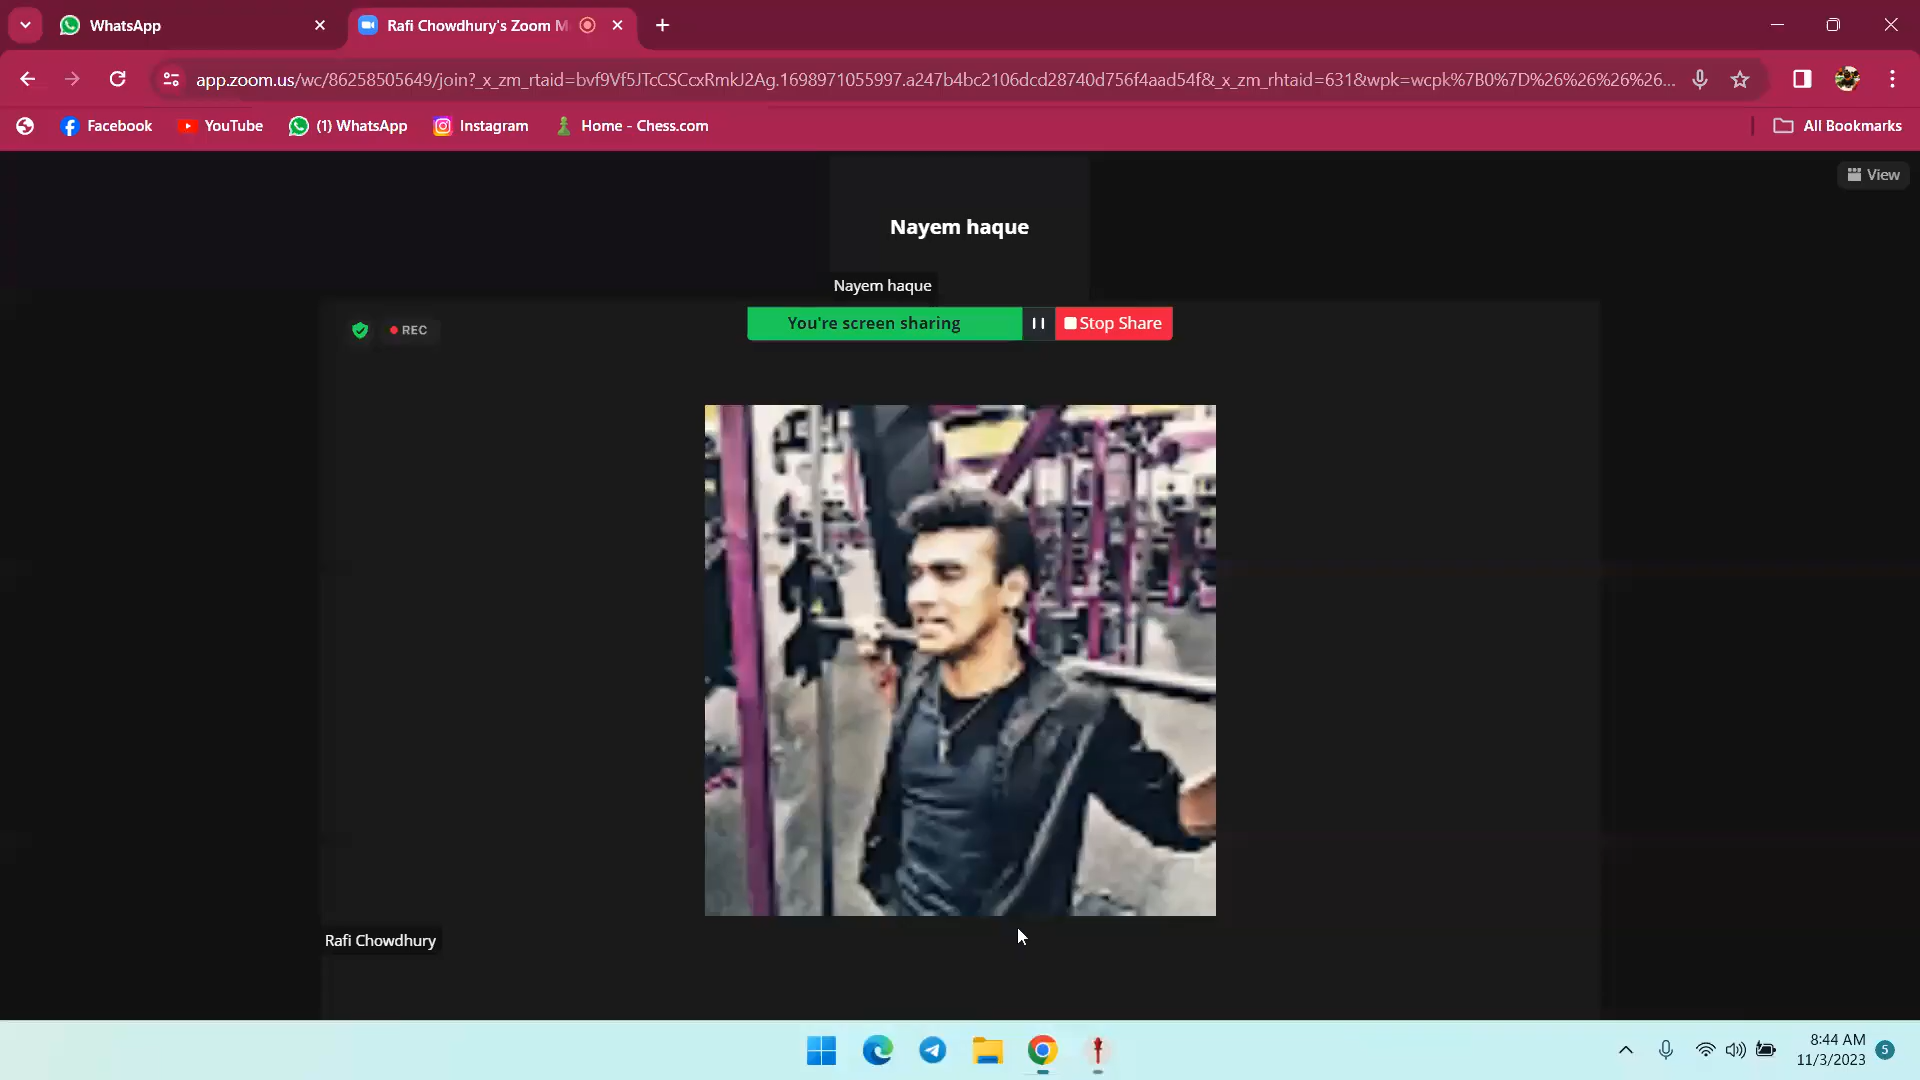 WhatsApp
Rafi Chowdhury's Zoom M
app.zoom.us/wc/86258505649/join?_x_zm_rtaid=bvf9Vf5JTcCSCcxRmkJ2Ag.1698971055997.a247b4bc2106dcd28740d756f4aad54f&_x_zm_rhtaid=631&wpk=wcpk%7B0%7D%26%26%26%26...
Facebook
YouTube
(1) WhatsApp
Instagram
Home - Chess.com
All Bookmarks
View
Nayem haque
Nayem haque
You're screen sharing
Stop Share
REC
Rafi Chowdhury
8:44 AM
11/3/2023
5